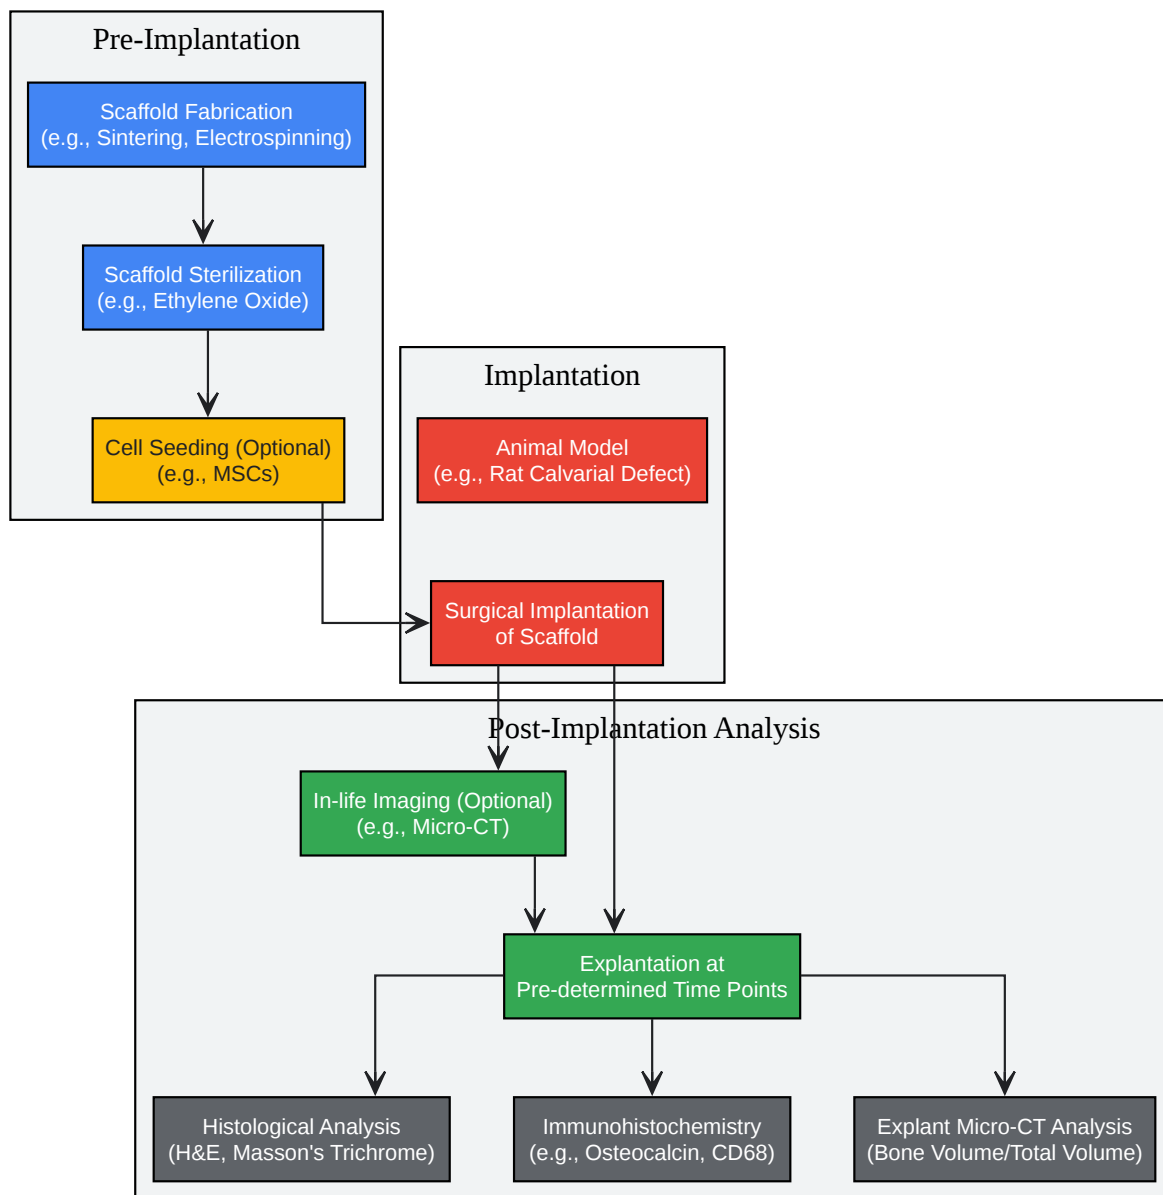 Pre-Implantation
Scaffold Fabrication
(e.g., Sintering, Electrospinning)
Scaffold Sterilization
(e.g., Ethylene Oxide)
Cell Seeding (Optional)
(e.g., MSCs)
Implantation
Animal Model
(e.g., Rat Calvarial Defect)
Surgical Implantation
of Scaffold
Post-Implantation Analysis
In-life Imaging (Optional)
(e.g., Micro-CT)
Explantation at
Pre-determined Time Points
Histological Analysis
(H&E, Masson's Trichrome)
Immunohistochemistry
(e.g., Osteocalcin, CD68)
Explant Micro-CT Analysis
(Bone Volume/Total Volume)